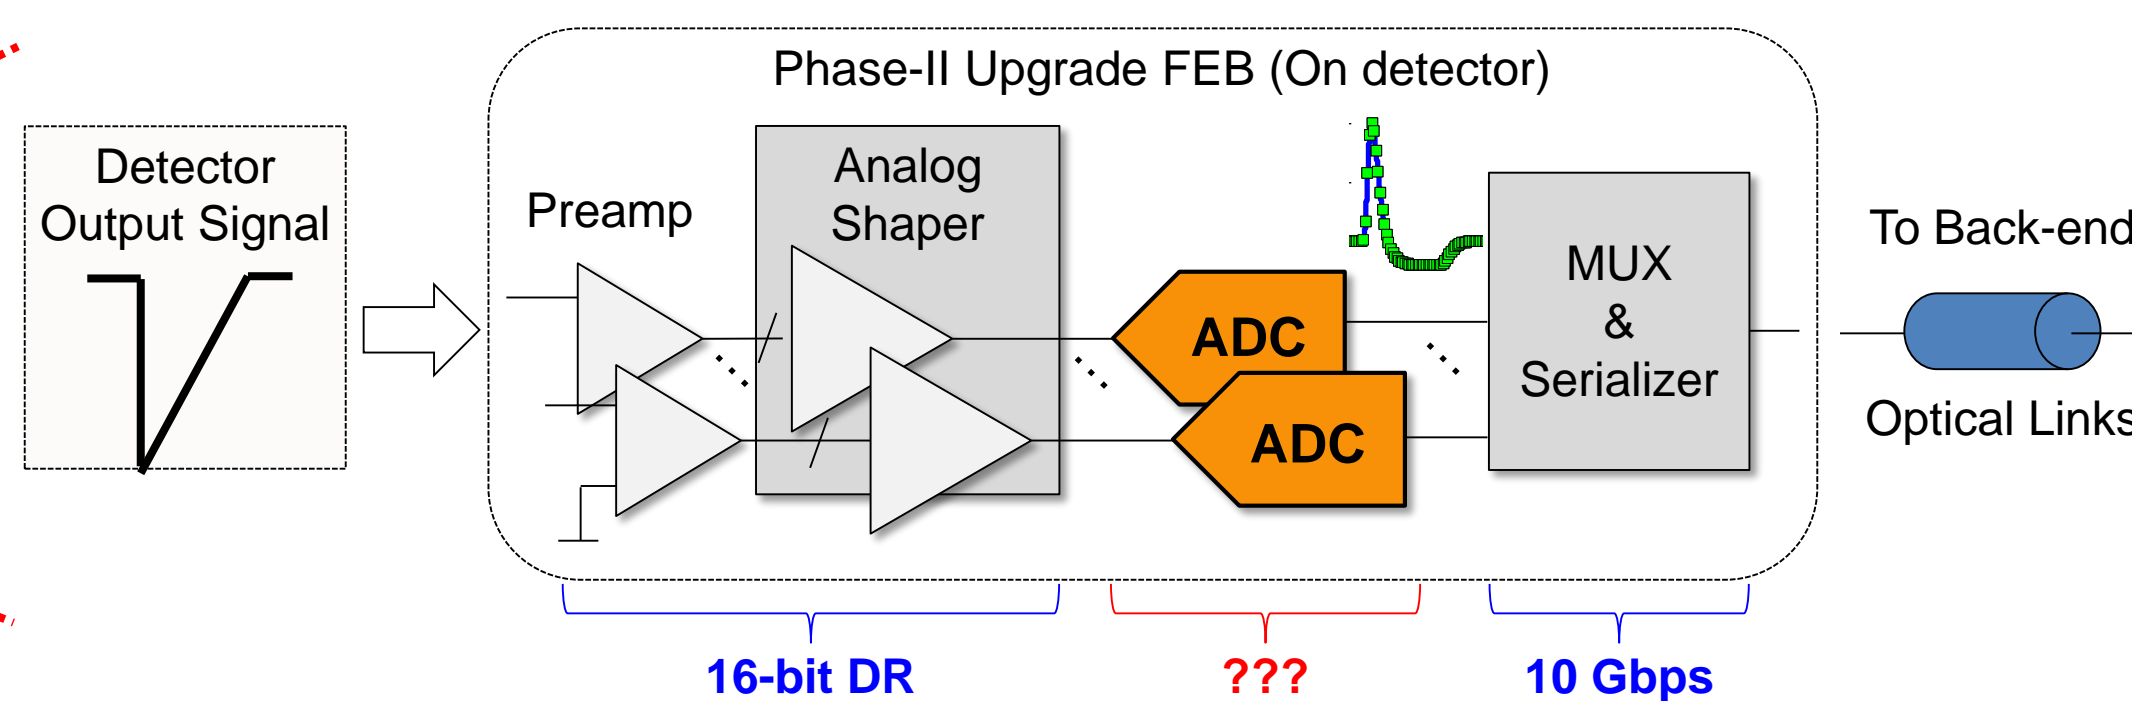 Phase-II Upgrade FEB (On detector)
Detector
Output Signal
Preamp
Analog
Shaper
ADC
ADC
MUX
&
Serializer
To Back-end
Optical Links
16-bit DR
???
10 Gbps